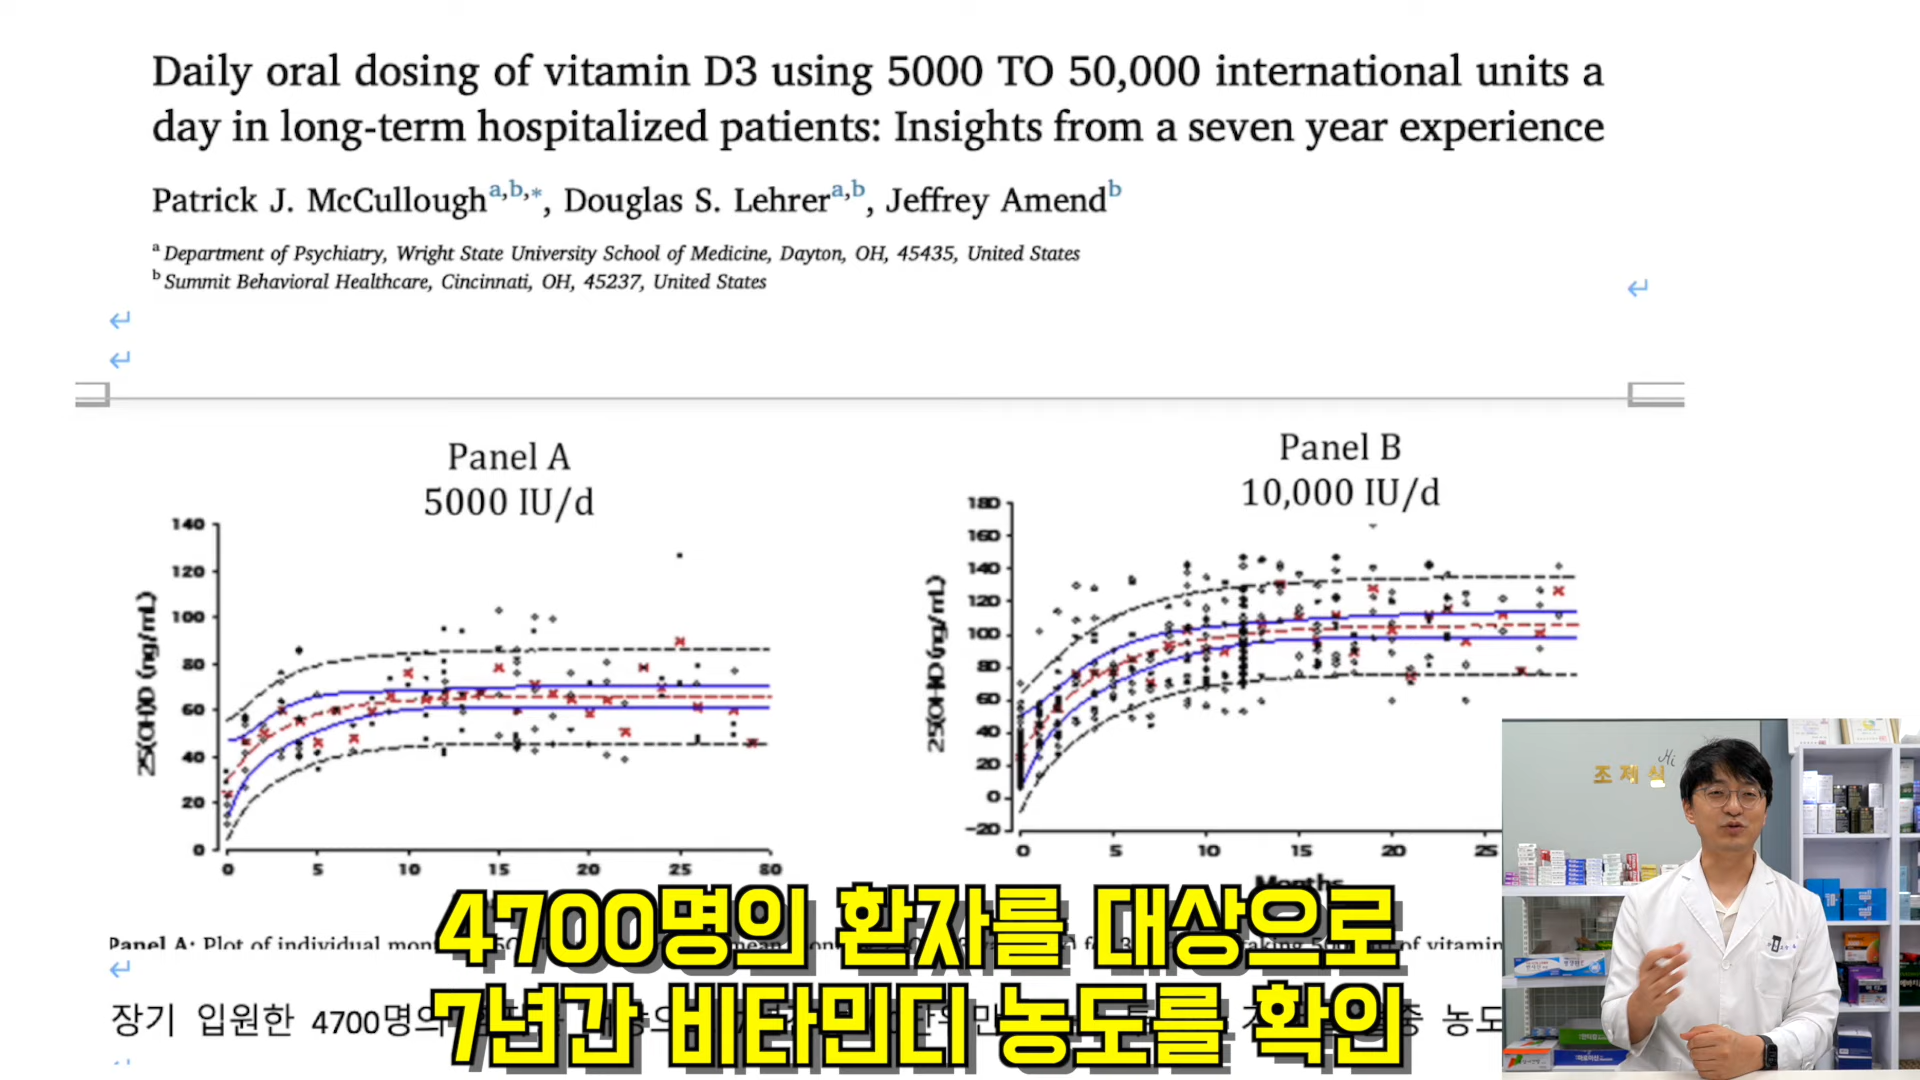 Daily oral dosing of vitamin D3 using 5000 TO 50,000 international units a
day in long-term hospitalized patients: Insights from a seven year experience
Patrick J. McCullough a,b,*, Douglas S. Lehrer a,b, Jeffrey Amend b
a Department of Psychiatry, Wright State University School of Medicine, Dayton, OH, 45435, United States
b Summit Behavioral Healthcare, Cincinnati, OH, 45237, United States
Panel A
5000 IU/d
140
120
100
80
60
40
20
0
25(OH)D (ng/mL)
0 5 10 15 20 25 30
Panel B
10,000 IU/d
180
160
140
120
100
80
60
40
20
0
-20
25(OH)D (ng/mL)
0 5 10 15 20 25
Months
Panel A: Plot of individual mon
of vitamin
4700명의 환자를 대상으로
7년간 비타민디 농도를 확인
장기 입원한 4700명의
농도
Hi
조제실